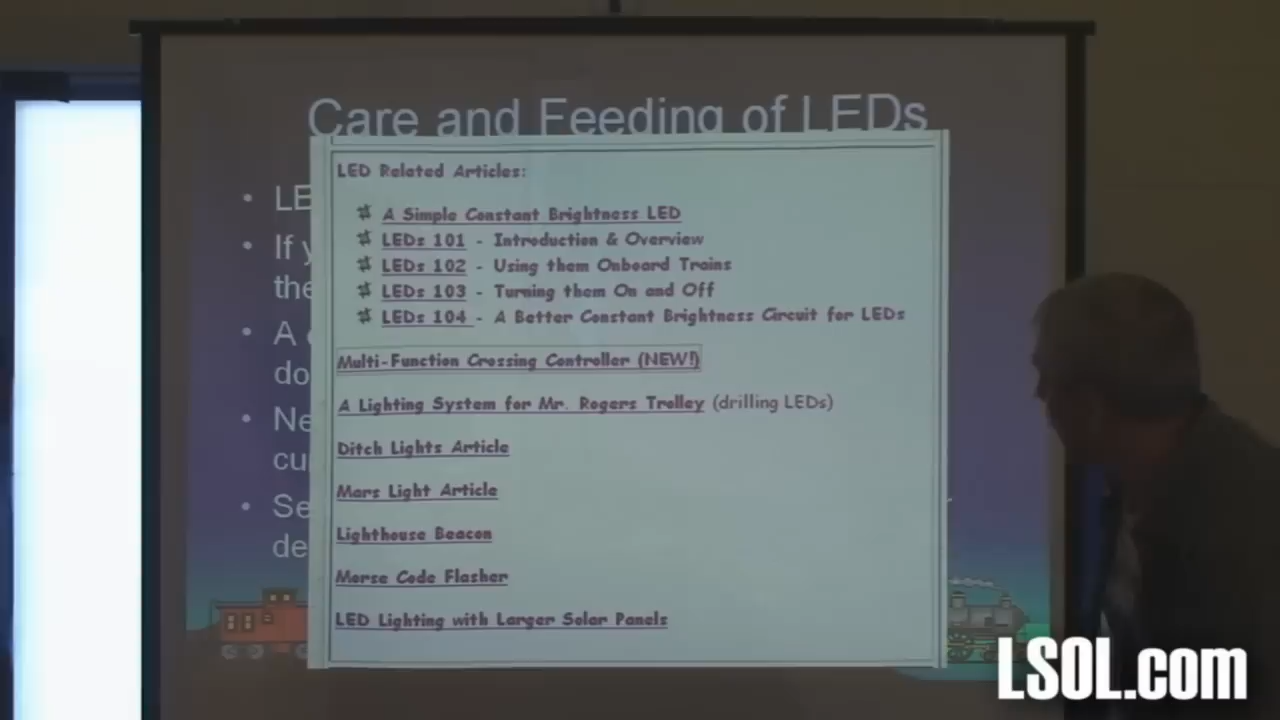 Care and Feeding of LEDs
LED Related Articles:
A Simple Constant Brightness LED
LEDs 101 - Introduction & Overview
LEDs 102 - Using them Onboard Trains
LEDs 103 - Turning them On and Off
LEDs 104 - A Better Constant Brightness Circuit for LEDs
Multi-Function Crossing Controller (NEW!)
A Lighting System for Mr. Rogers Trolley (drilling LEDs)
Ditch Lights Article
Mars Light Article
Lighthouse Beacon
Morse Code Flasher
LED Lighting with Larger Solar Panels
If
A
LSOL.com